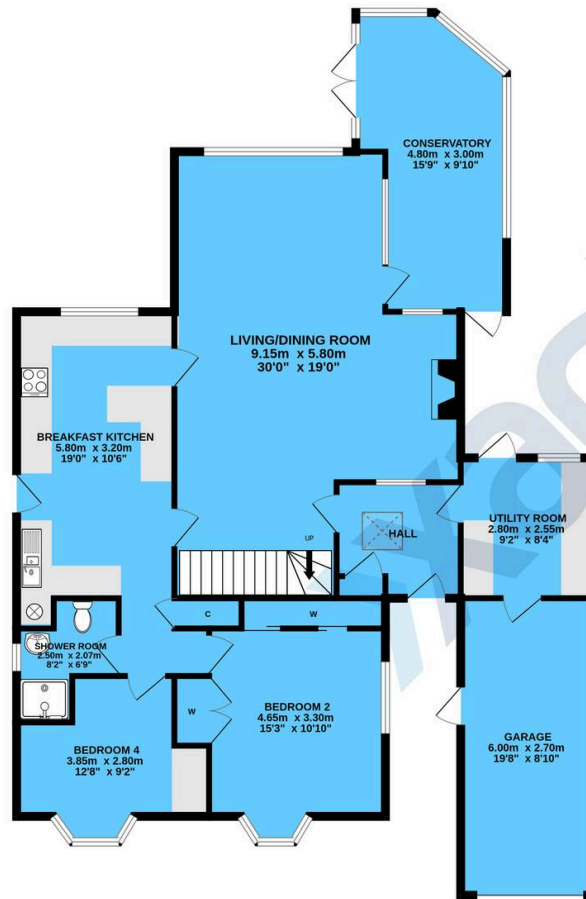 CONSERVATORY
4.80m x 3.00m
15'9" x 9'10"
LIVING/DINING ROOM
9.15m x 5.80m
30'0" x 19'0"
BREAKFAST KITCHEN
5.80m x 3.20m
19'0" x 10'6"
UTILITY ROOM
2.80m x 2.55m
9'2" x 8'4"
UP
HALL
C
W
SHOWER ROOM
2.50m x 2.07m
8'2" x 6'9"
W
BEDROOM 2
4.65m x 3.30m
15'3" x 10'10"
BEDROOM 4
3.85m x 2.80m
12'8" x 9'2"
GARAGE
6.00m x 2.70m
19'8" x 8'10"